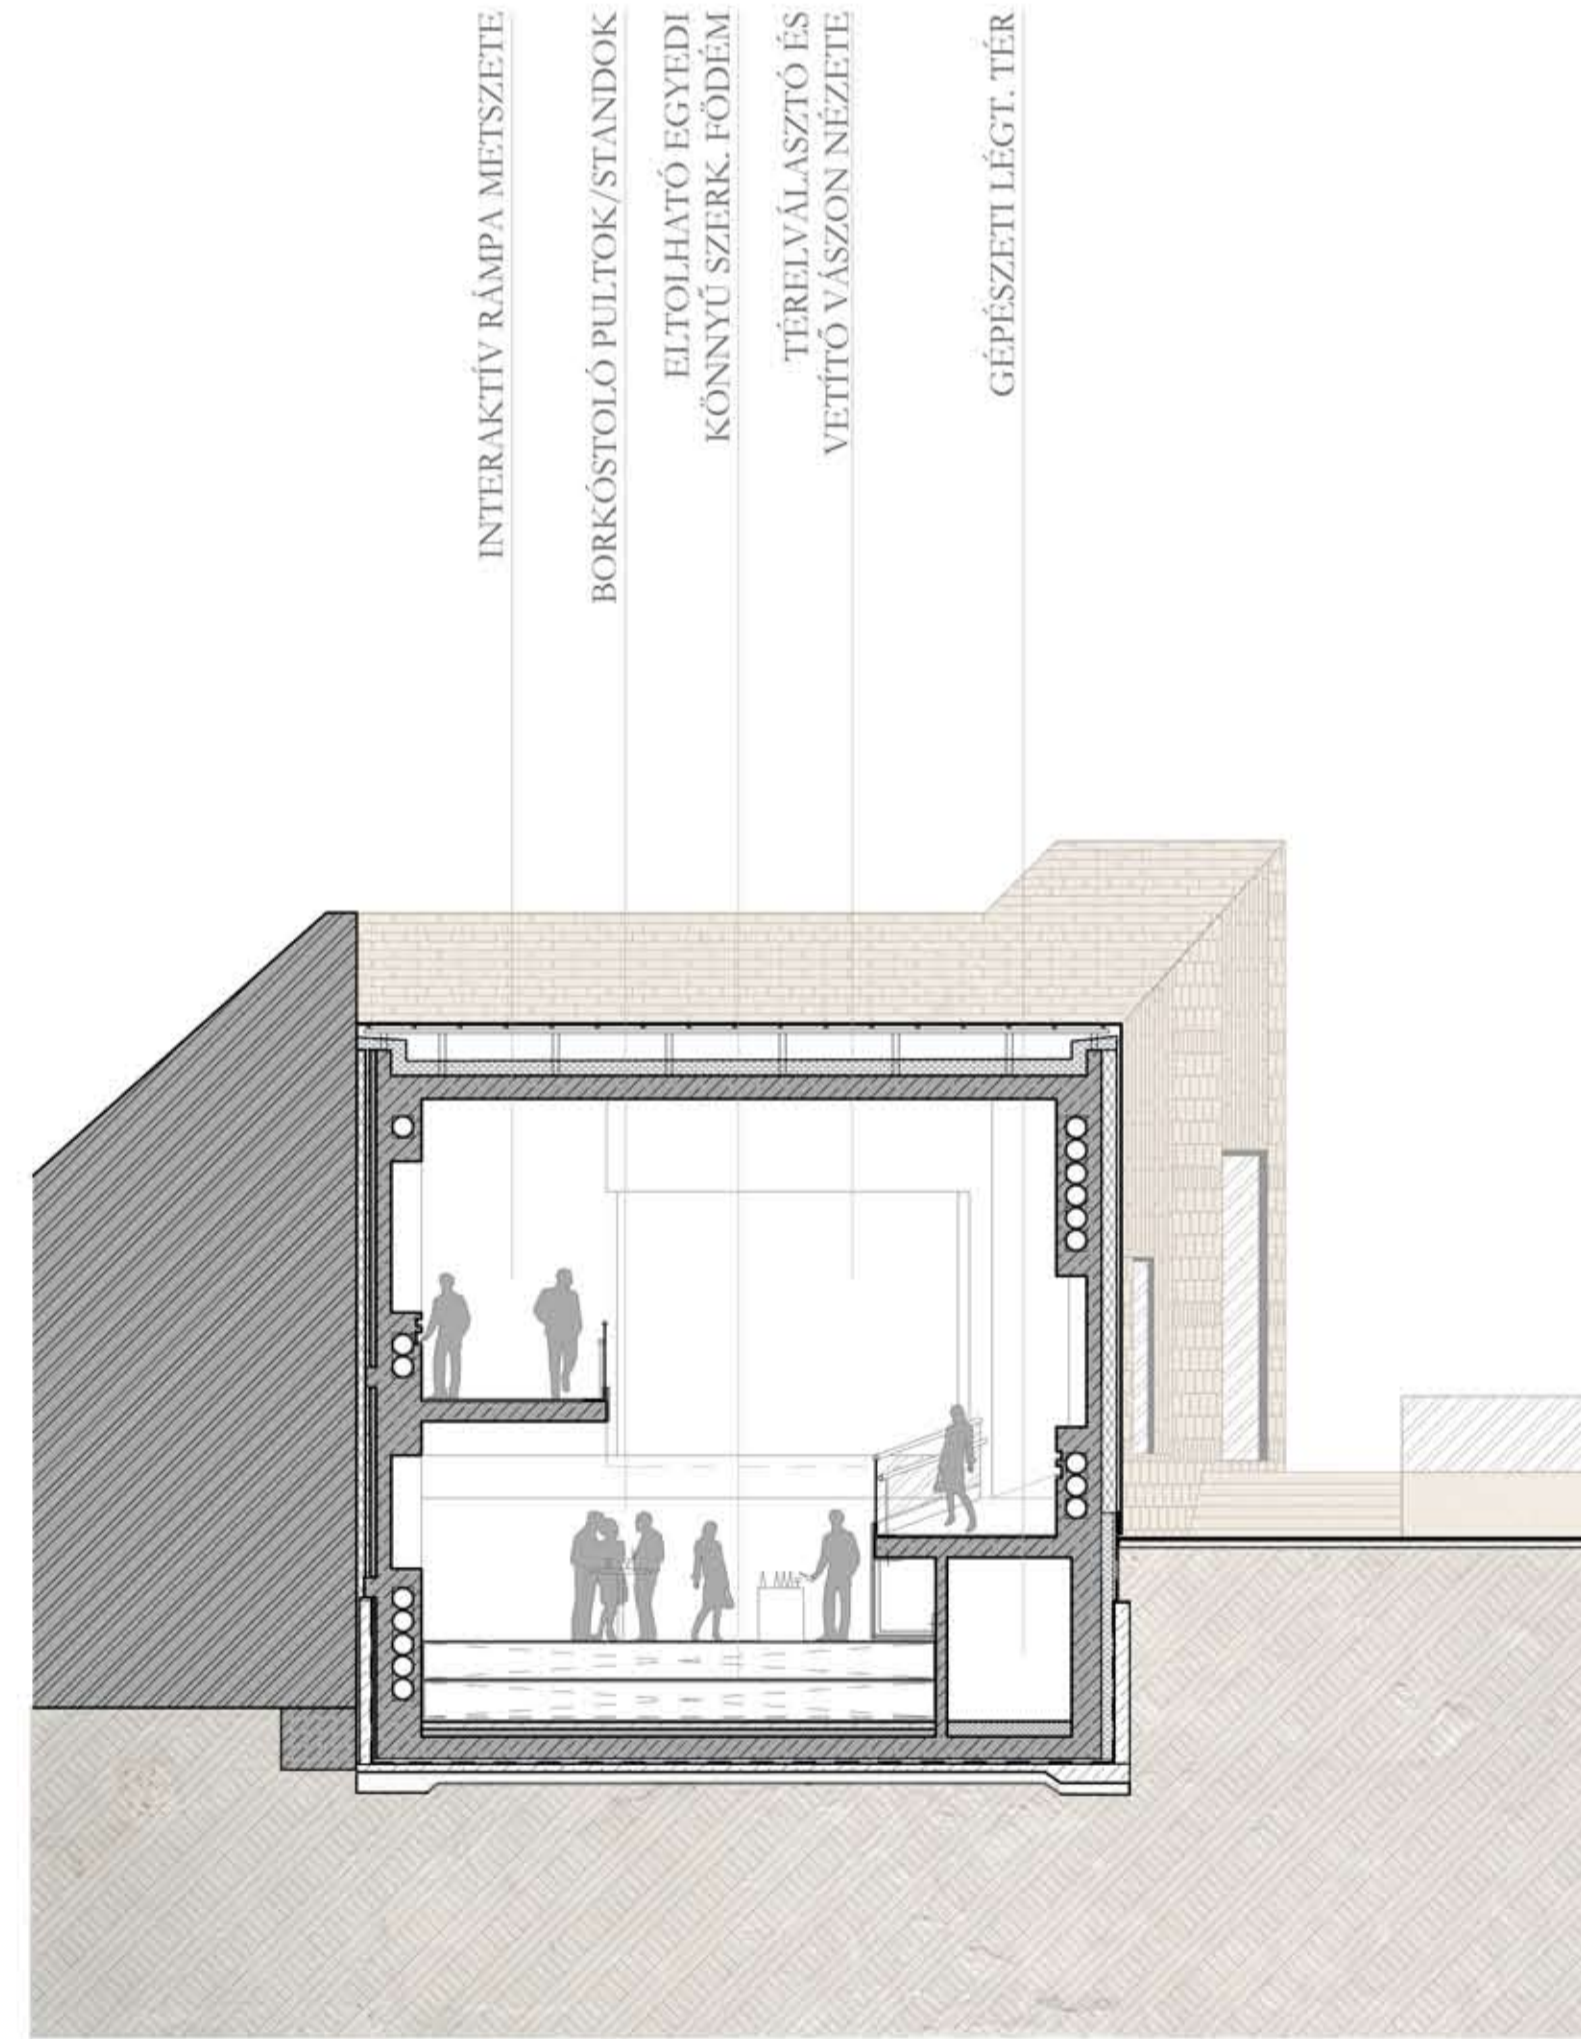 INTERAKTÍV RÁMPA METSZETE
BORKÓSTOLÓ PULTOK/STANDOK
ELTOLHATÓ EGYEDI
KÖNNYŰ SZERK. FÖDÉM
TÉRELVÁLASZTÓ ÉS
VETÍTŐ VÁSZON NÉZETE
GÉPÉSZETI LÉGT. TÉR